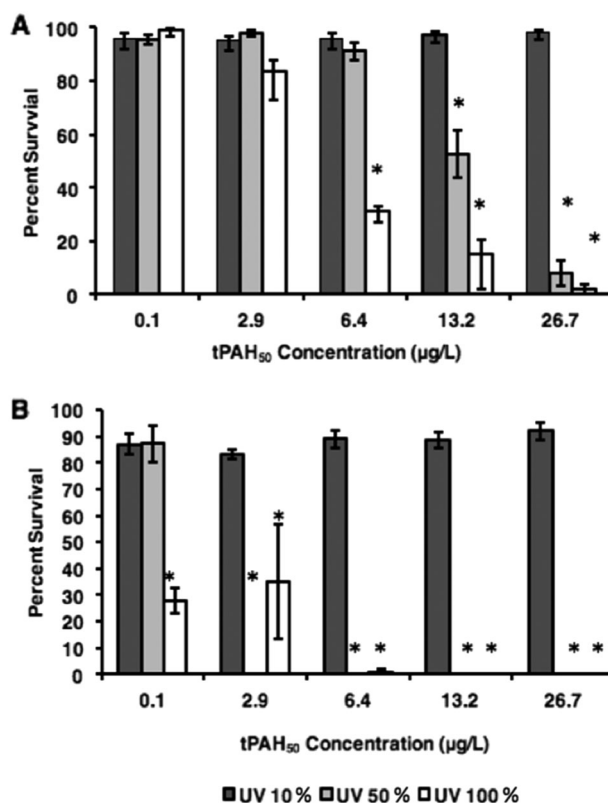 A
100
80
60
40
20
0
Percent Survvial
* * * * *
0.1 2.9 6.4 13.2 26.7
tPAH₅₀ Concentration (µg/L)
B
100
90
80
70
60
50
40
30
20
10
0
Percent Survival
* * * * * * * * *
0.1 2.9 6.4 13.2 26.7
tPAH₅₀ Concentration (µg/L)
UV 10 % UV 50 % UV 100 %